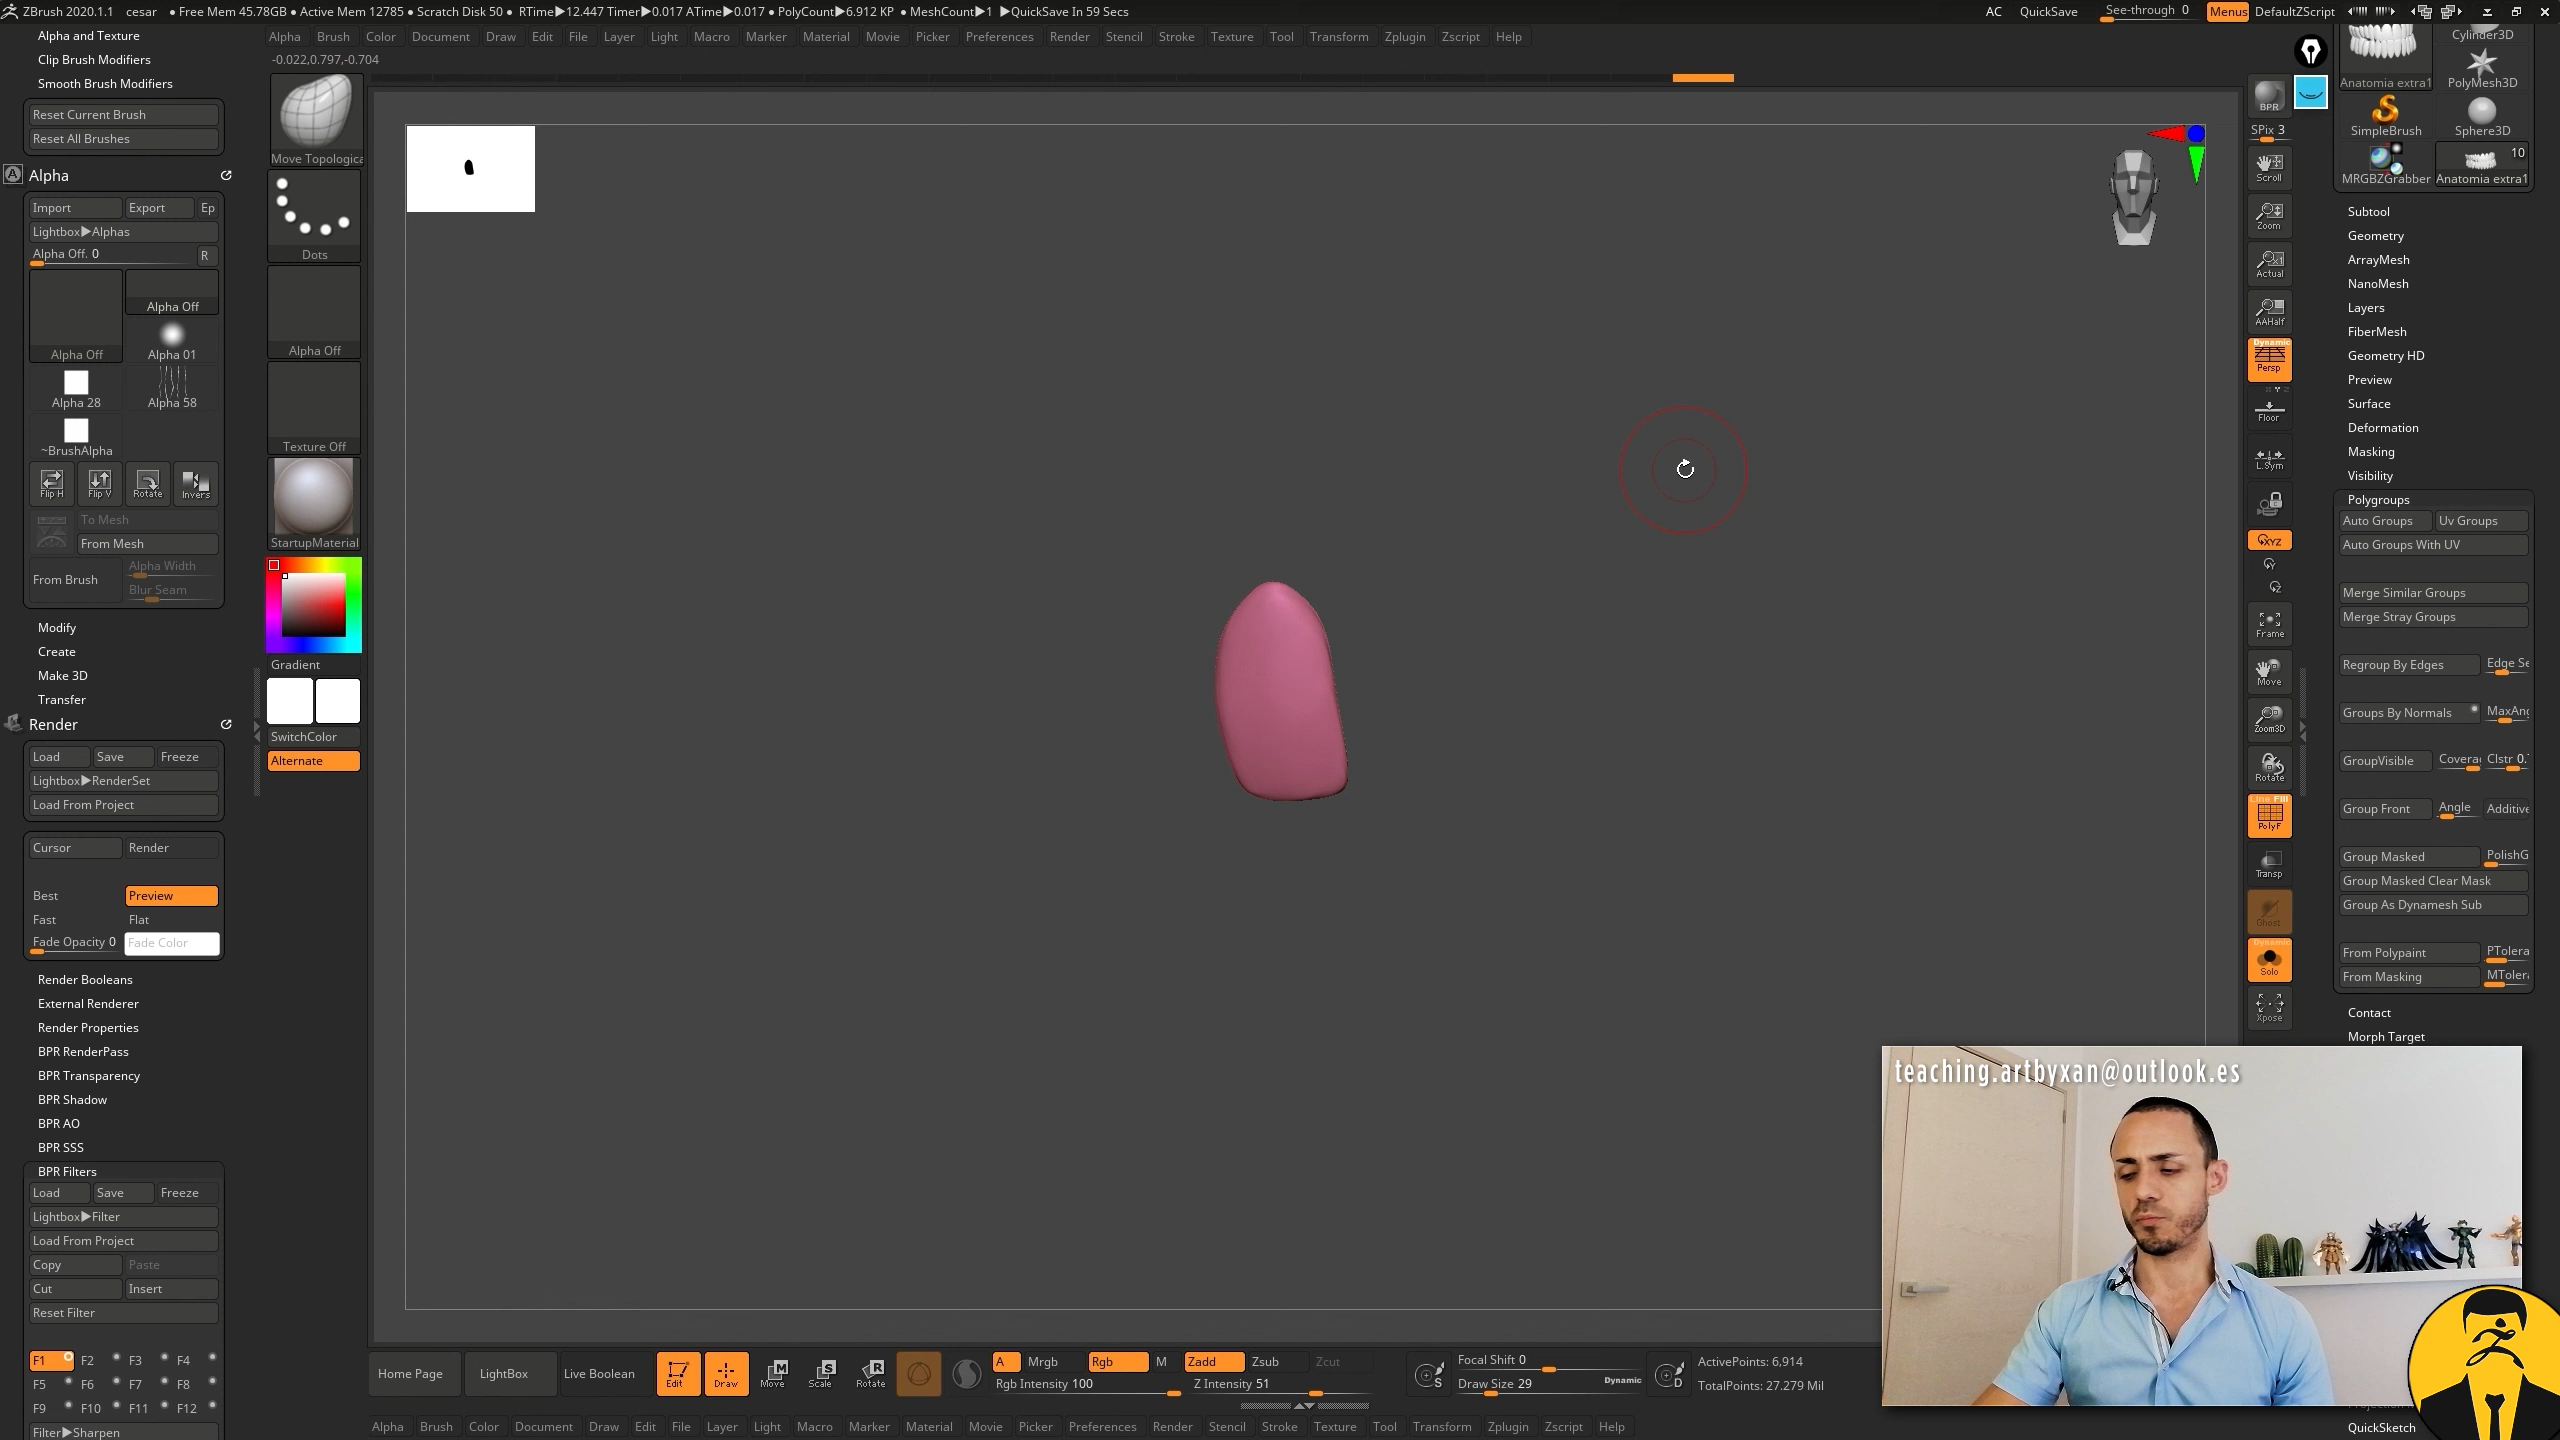 ZBrush 2020.1.1 cesar ● Free Mem 45.78GB ● Active Mem 12785 ● Scratch Disk 50 ● RTime▶12.447 Timer▶0.017 ATime▶0.017 ● PolyCount▶6.912 KP ● MeshCount▶1 ▶QuickSave In 59 Secs AC QuickSave See-through 0 Menus DefaultZScript
Alpha Brush Color Document Draw Edit File Layer Light Macro Marker Material Movie Picker Preferences Render Stencil Stroke Texture Tool Transform Zplugin Zscript Help
-0.022,0.797,-0.704
Alpha and Texture
Clip Brush Modifiers
Smooth Brush Modifiers
Reset Current Brush
Reset All Brushes
Alpha
Import Export Ep
Lightbox▶Alphas
Alpha Off. 0 R
Alpha Off
Alpha Off
Alpha 01
Alpha 28
Alpha 58
~BrushAlpha
Flip H Flip V Rotate Invers
To Mesh
From Mesh
From Brush
Alpha Width
Blur Seam
Modify
Create
Make 3D
Transfer
Render
Load Save Freeze
Lightbox▶RenderSet
Load From Project
Cursor Render
Best Preview
Fast Flat
Fade Opacity 0 Fade Color
Render Booleans
External Renderer
Render Properties
BPR RenderPass
BPR Transparency
BPR Shadow
BPR AO
BPR SSS
BPR Filters
Load Save Freeze
Lightbox▶Filter
Load From Project
Copy Paste
Cut Insert
Reset Filter
F1 F2 F3 F4
F5 F6 F7 F8
F9 F10 F11 F12
Filter▶Sharpen
Move Topologica
Dots
Alpha Off
Texture Off
StartupMaterial
Gradient
SwitchColor
Alternate
BPR
SPix 3
Scroll
Zoom
Actual
AAHalf
Dynamic
Persp
Floor
L.Sym
XYZ
Frame
Move
Zoom3D
Rotate
Line Fill
PolyF
Transp
Ghost
Dynamic
Solo
Xpose
Cylinder3D
Anatomia extra1 PolyMesh3D
SimpleBrush Sphere3D
10
MRGBZGrabber Anatomia extra1
Subtool
Geometry
ArrayMesh
NanoMesh
Layers
FiberMesh
Geometry HD
Preview
Surface
Deformation
Masking
Visibility
Polygroups
Auto Groups Uv Groups
Auto Groups With UV
Merge Similar Groups
Merge Stray Groups
Regroup By Edges Edge Se
Groups By Normals MaxAng
GroupVisible Covera Clstr 0.
Group Front Angle Additive
Group Masked PolishG
Group Masked Clear Mask
Group As Dynamesh Sub
From Polypaint PTolera
From Masking MTolera
Contact
Morph Target
teaching.artbyxan@outlook.es
QuickSketch
Home Page LightBox Live Boolean Edit Draw Move Scale Rotate
A Mrgb Rgb M Zadd Zsub Zcut
Rgb Intensity 100 Z Intensity 51
Focal Shift 0
Draw Size 29 Dynamic
ActivePoints: 6,914
TotalPoints: 27.279 Mil
Alpha Brush Color Document Draw Edit File Layer Light Macro Marker Material Movie Picker Preferences Render Stencil Stroke Texture Tool Transform Zplugin Zscript Help